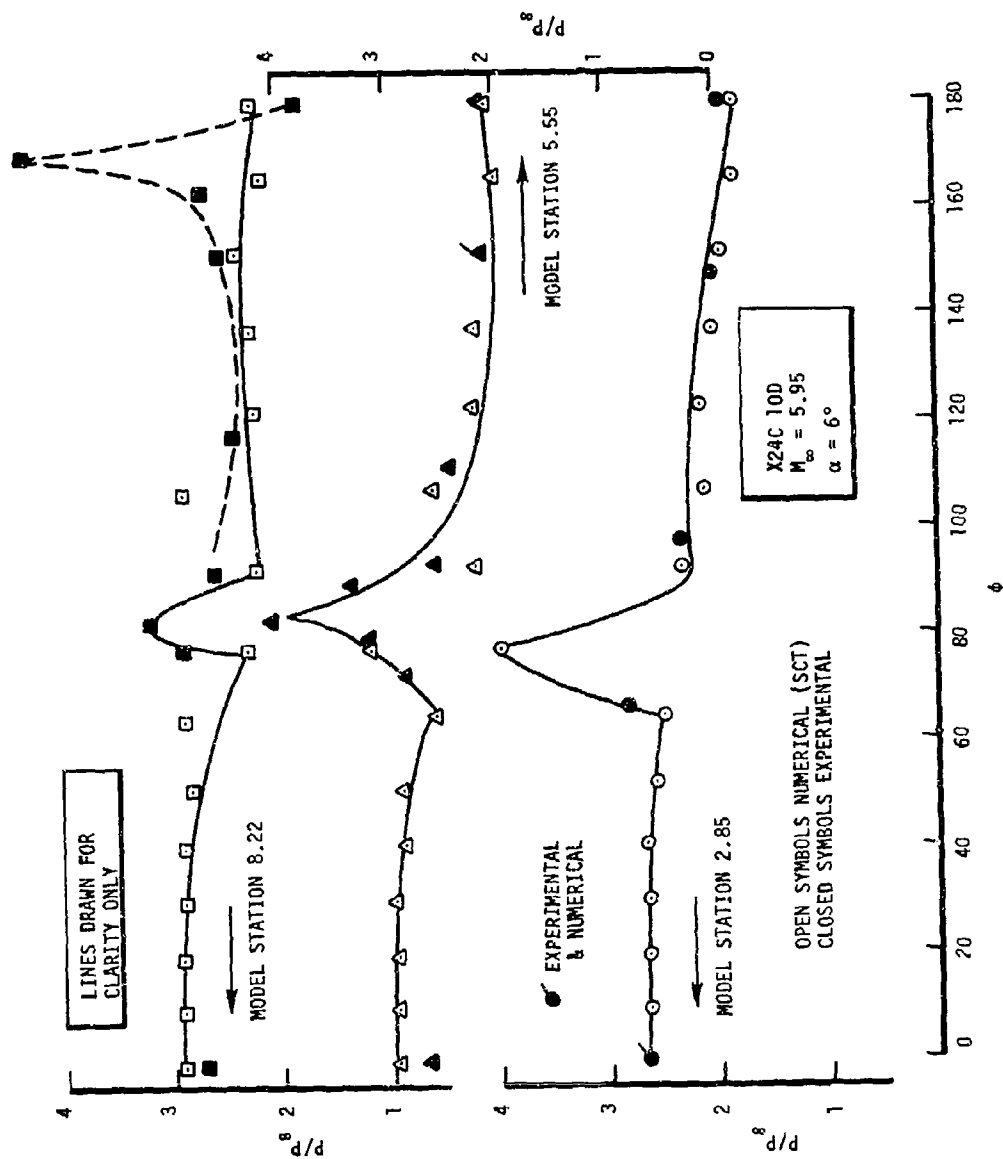 LINES DRAWN FOR
CLARITY ONLY
MODEL STATION 8.22
MODEL STATION 5.55
EXPERIMENTAL
& NUMERICAL
MODEL STATION 2.85
OPEN SYMBOLS NUMERICAL (SCT)
CLOSED SYMBOLS EXPERIMENTAL
X24C 10D
M∞ = 5.95
α = 6°
P/P∞
4
3
2
1
P/P∞
4
3
2
1
P/P∞
4
2
0
0
20
40
60
80
100
120
140
160
180
φ